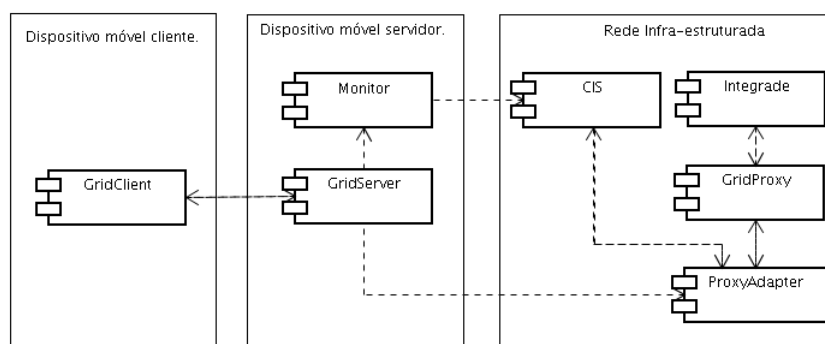 Dispositivo móvel cliente.
Dispositivo móvel servidor.
Rede Infra-estruturada
Monitor
CIS
Integrade
GridClient
GridServer
GridProxy
ProxyAdapter